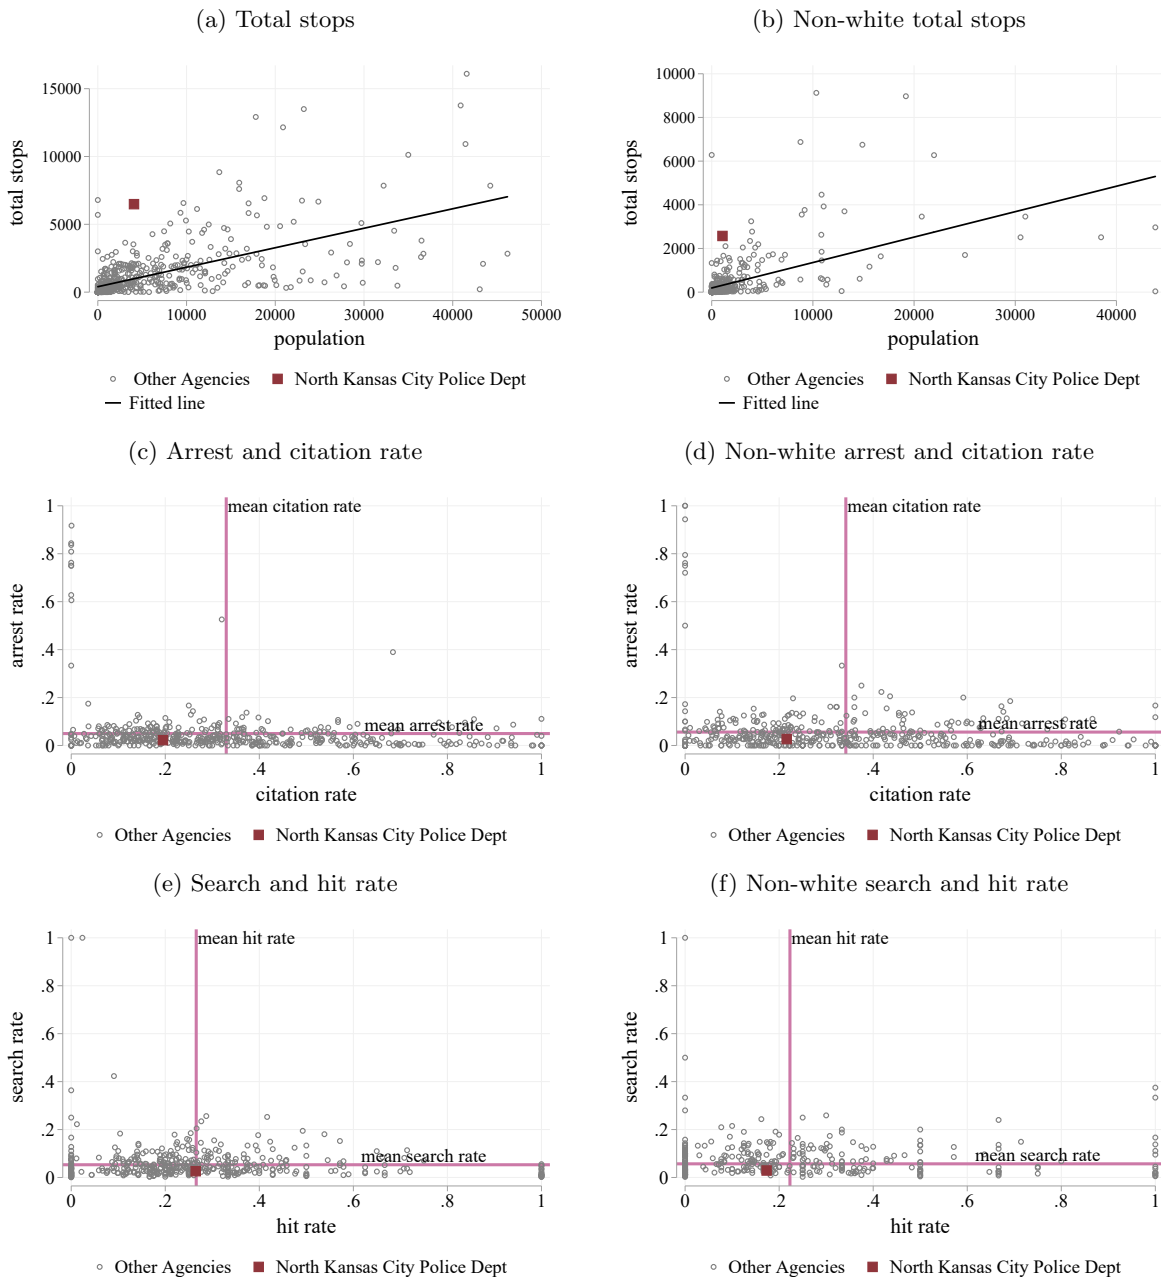 (a) Total stops
(b) Non-white total stops
total stops
15000
10000
5000
0
0 10000 20000 30000 40000 50000
population
Other Agencies North Kansas City Police Dept
Fitted line
total stops
10000
8000
6000
4000
2000
0
0 10000 20000 30000 40000
population
Other Agencies North Kansas City Police Dept
Fitted line
(c) Arrest and citation rate
(d) Non-white arrest and citation rate
arrest rate
1
.8
.6
.4
.2
0
mean citation rate
mean arrest rate
0 .2 .4 .6 .8 1
citation rate
Other Agencies North Kansas City Police Dept
arrest rate
1
.8
.6
.4
.2
0
mean citation rate
mean arrest rate
0 .2 .4 .6 .8 1
citation rate
Other Agencies North Kansas City Police Dept
(e) Search and hit rate
(f) Non-white search and hit rate
search rate
1
.8
.6
.4
.2
0
mean hit rate
mean search rate
0 .2 .4 .6 .8 1
hit rate
Other Agencies North Kansas City Police Dept
search rate
1
.8
.6
.4
.2
0
mean hit rate
mean search rate
0 .2 .4 .6 .8 1
hit rate
Other Agencies North Kansas City Police Dept